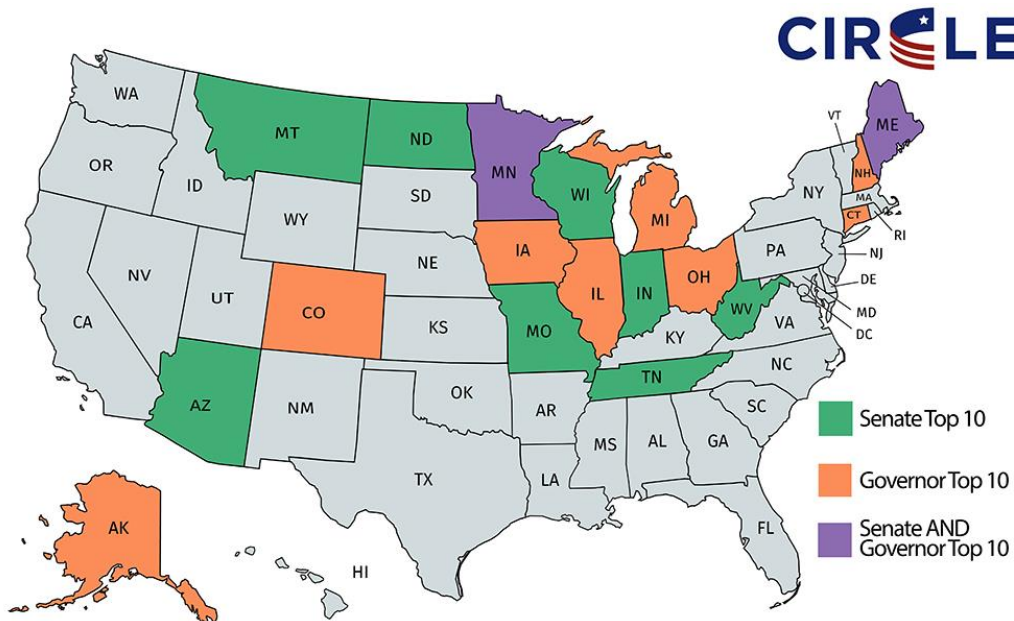 CIRCLE
WA
MT
ND
MN
VT
ME
OR
ID
WI
NH
SD
NY
MA
WY
MI
CT
RI
IA
PA
NJ
NE
NV
OH
DE
UT
IL
IN
MD
CA
CO
WV
KS
MO
VA
DC
KY
NC
TN
AZ
OK
NM
AR
SC
Senate Top 10
MS
AL
GA
TX
LA
Governor Top 10
AK
FL
Senate AND
Governor Top 10
HI